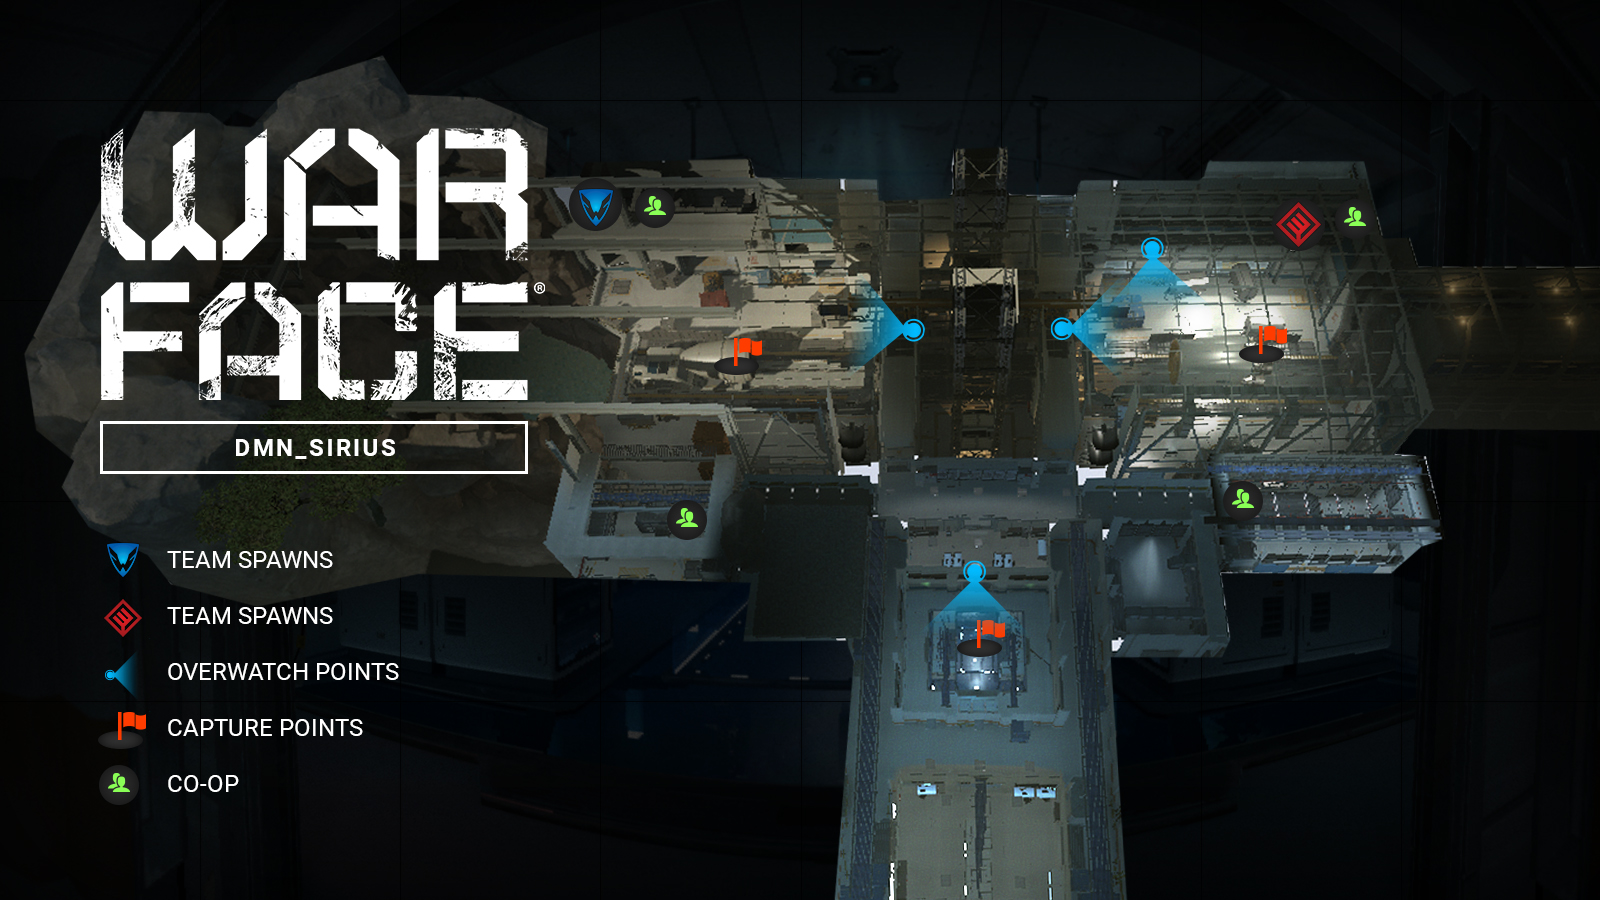 WAR
FACE®
DMN_SIRIUS
TEAM SPAWNS
TEAM SPAWNS
OVERWATCH POINTS
CAPTURE POINTS
CO-OP